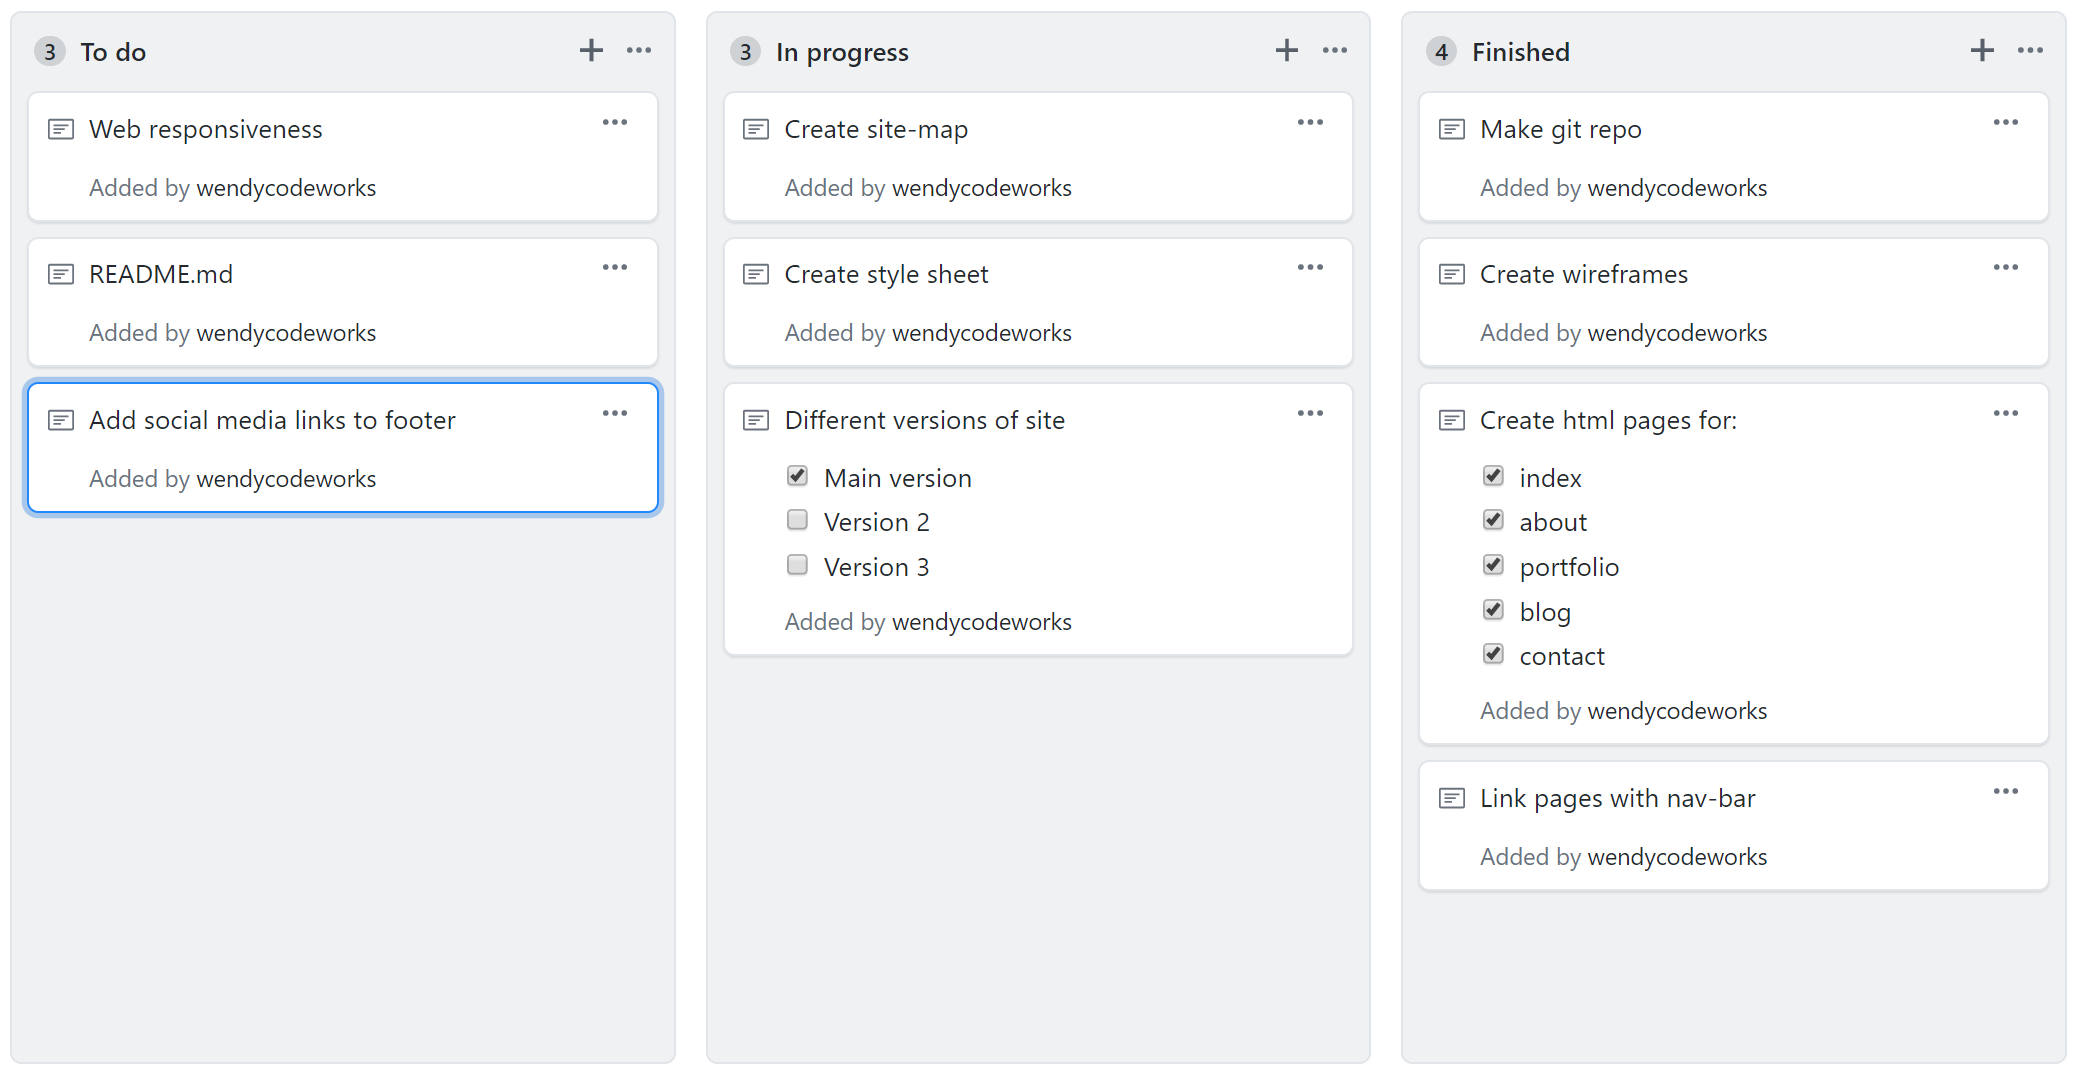 3 To do
Web responsiveness
Added by wendycodeworks
README.md
Added by wendycodeworks
Add social media links to footer
Added by wendycodeworks
3 In progress
Create site-map
Added by wendycodeworks
Create style sheet
Added by wendycodeworks
Different versions of site
Main version
Version 2
Version 3
Added by wendycodeworks
4 Finished
Make git repo
Added by wendycodeworks
Create wireframes
Added by wendycodeworks
Create html pages for:
index
about
portfolio
blog
contact
Added by wendycodeworks
Link pages with nav-bar
Added by wendycodeworks